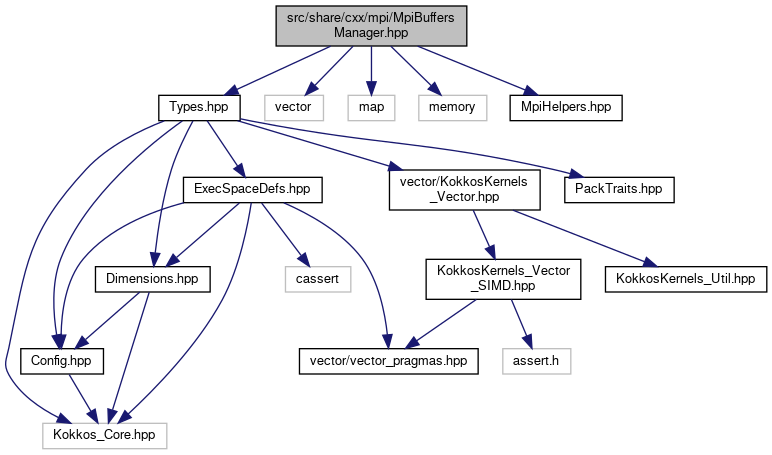 src/share/cxx/mpi/MpiBuffers
Manager.hpp
Types.hpp
vector
map
memory
MpiHelpers.hpp
ExecSpaceDefs.hpp
vector/KokkosKernels
_Vector.hpp
PackTraits.hpp
Dimensions.hpp
cassert
KokkosKernels_Vector
_SIMD.hpp
KokkosKernels_Util.hpp
Config.hpp
vector/vector_pragmas.hpp
assert.h
Kokkos_Core.hpp